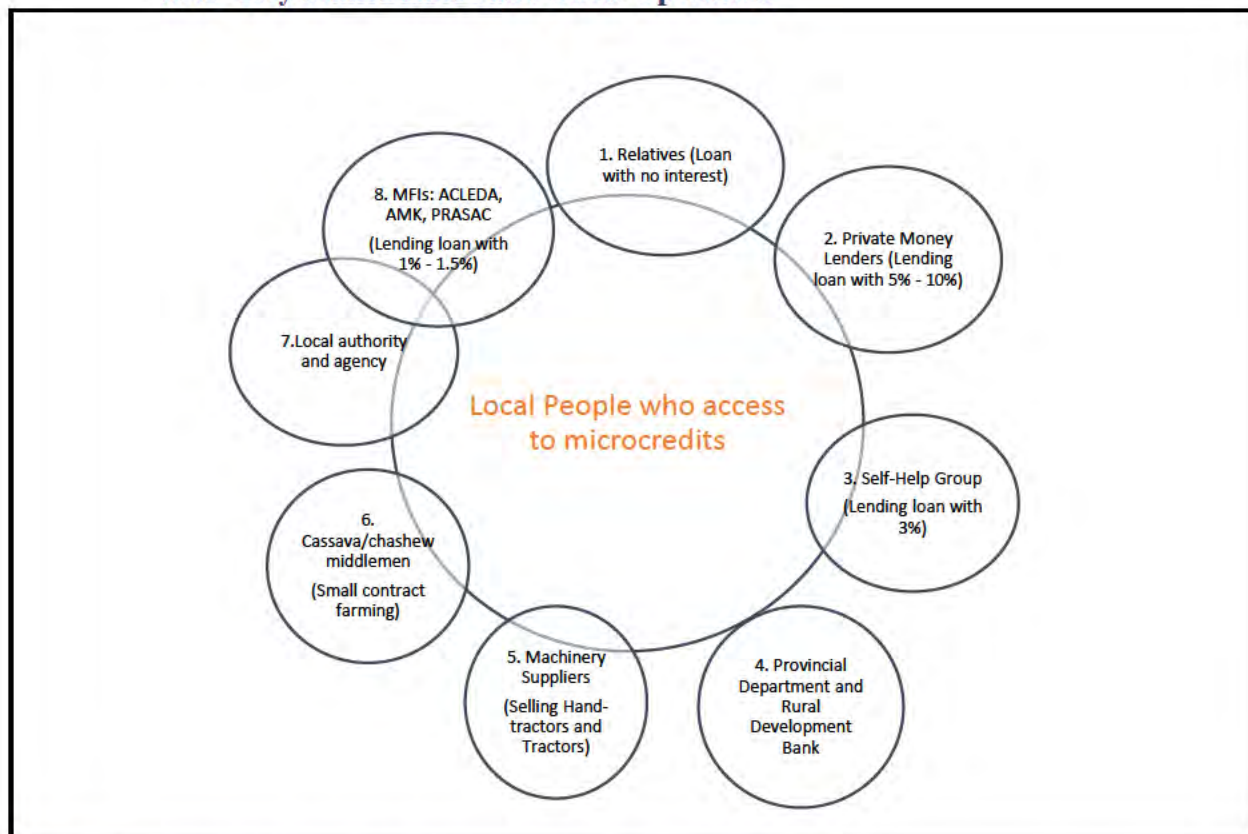 1. Relatives (Loan
with no interest)
2. Private Money
Lenders (Lending
loan with 5% - 10%)
3. Self-Help Group
(Lending loan with
3%)
4. Provincial
Department and
Rural
Development
Bank
5. Machinery
Suppliers
(Selling Hand-
tractors and
Tractors)
6.
Cassava/chashew
middlemen
(Small contract
farming)
7.Local authority
and agency
8. MFIs: ACLEDA,
AMK, PRASAC
(Lending loan with
1% - 1.5%)
Local People who access
to microcredits